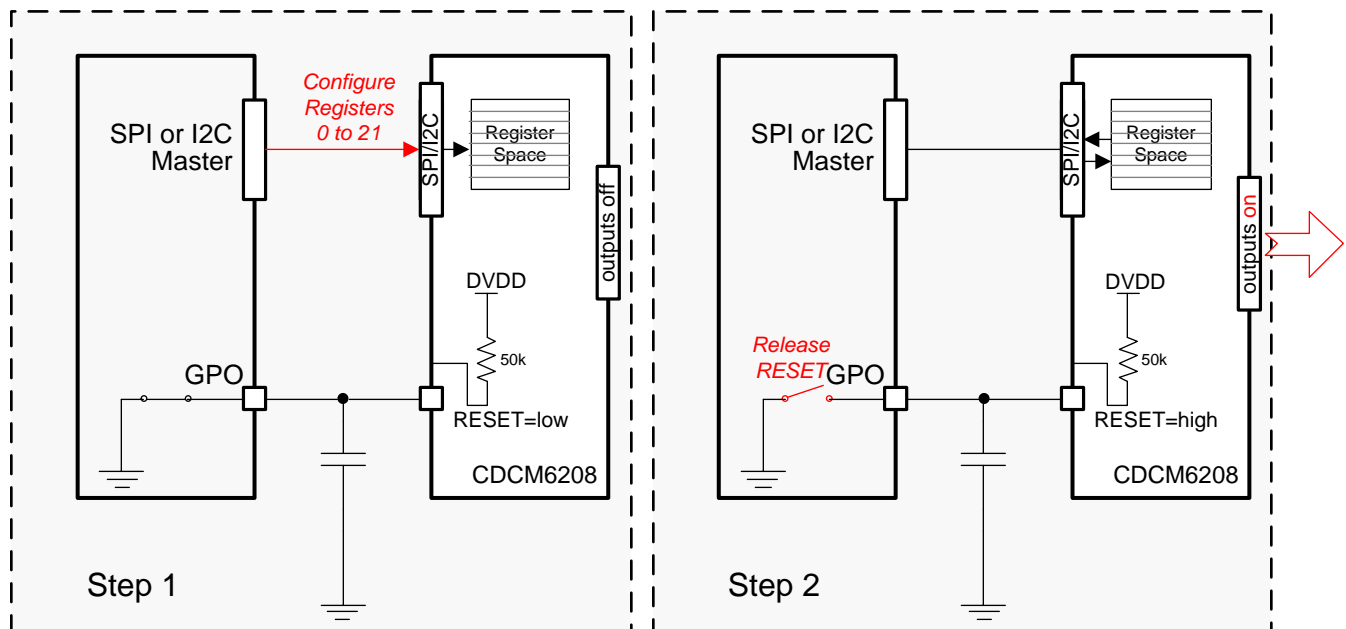 Configure
Registers
0 to 21
SPI or I2C
Master
SPI/I2C
Register
Space
outputs off
DVDD
50k
GPO
RESET=low
CDCM6208
Step 1
SPI or I2C
Master
SPI/I2C
Register
Space
outputs on
DVDD
50k
Release
RESET
GPO
RESET=high
CDCM6208
Step 2